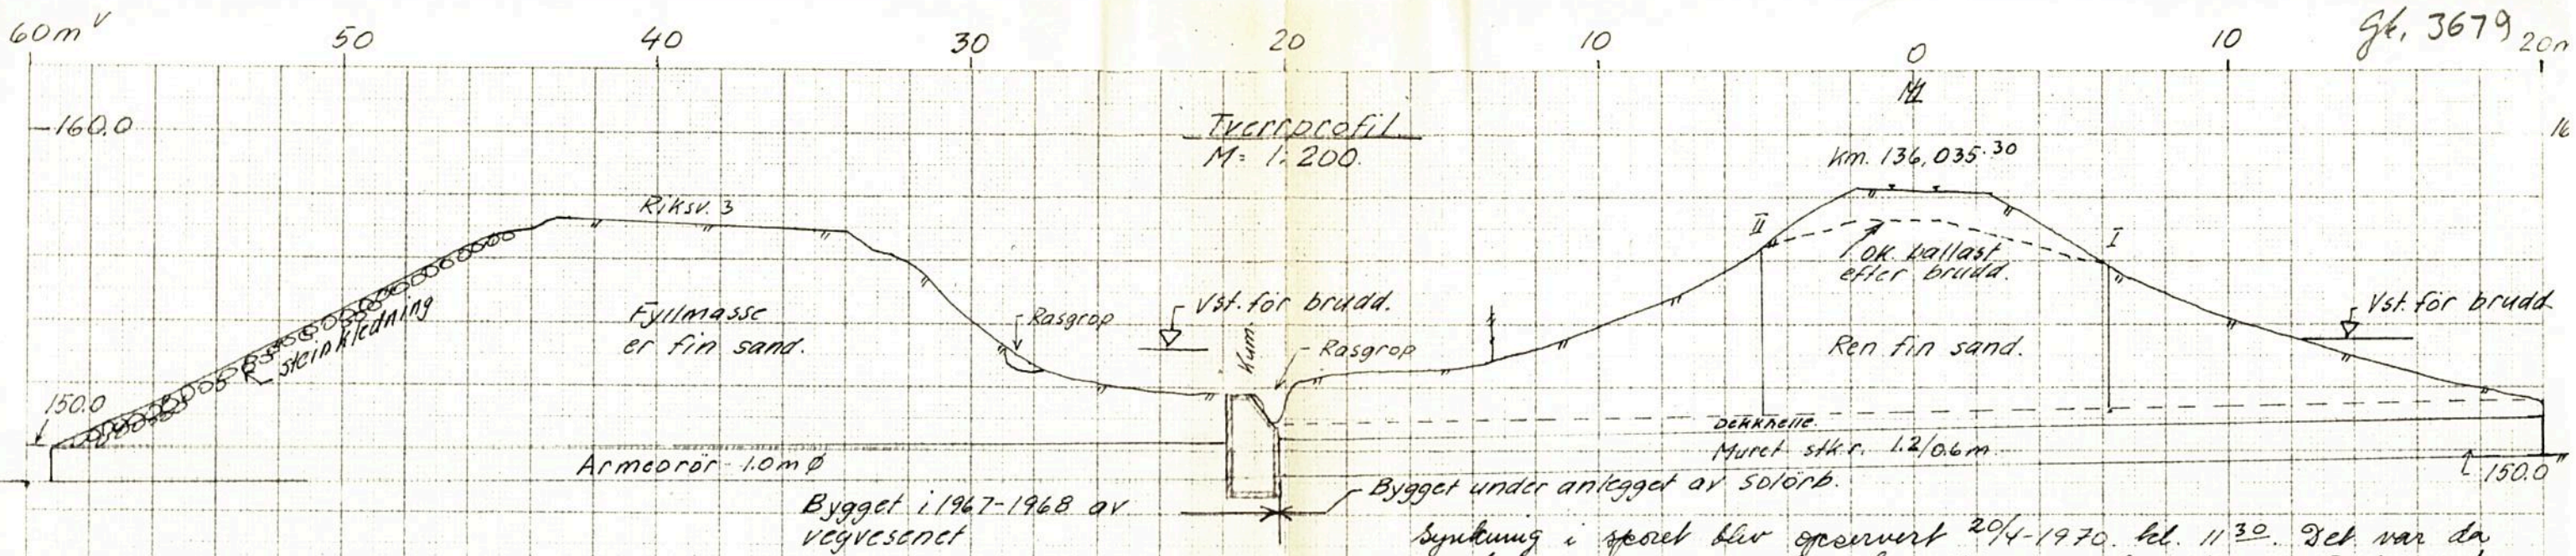 Gk. 3679
60m V 50 40 30 20 10 0 10 20m
160.0
Tverrprofil
M= 1:200.
Km. 136,035.30
Riksv. 3
II
I
OK. ballast
efter brudd.
steinkledning
Fyllmasse
er fin sand.
Rasgrop
Vst. för brudd.
Kum.
Rasgrop
Ren fin sand.
Vst. för brudd.
150.0
Dekkhelle.
Muret stk.r. 1.2/0.6m
150.0
Armcorör 1.0m ø
Bygget i 1967-1968 av
vegvesenet
Bygget under anlegget av Solörb.
Synkning i sporet blev observert 20/4-1970. kl. 11 30. Det var da